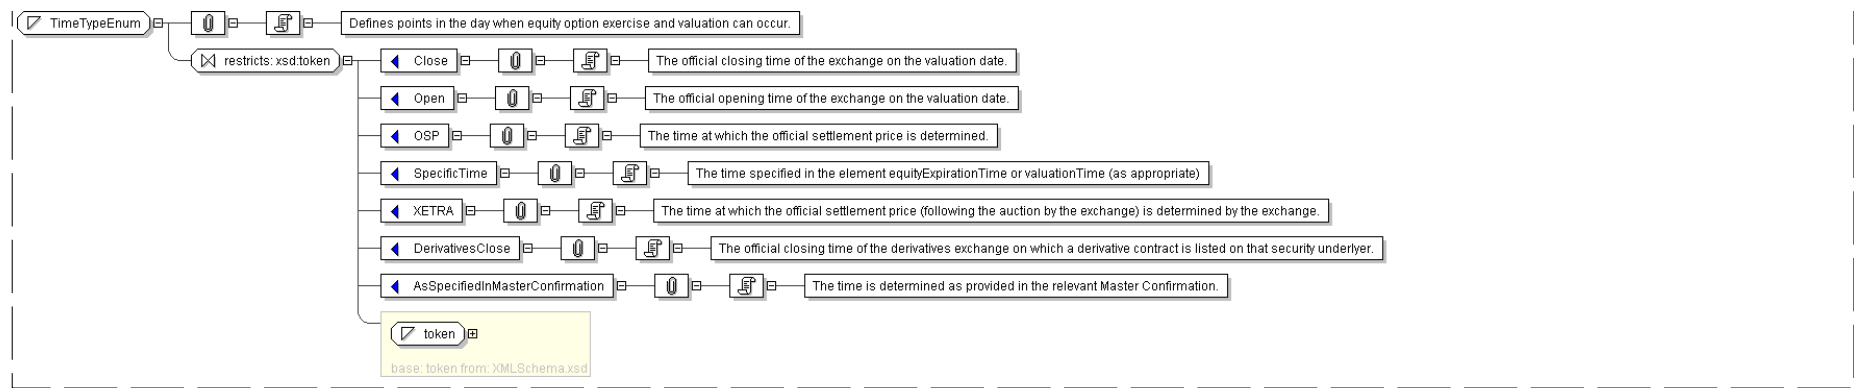 TimeTypeEnum Defines points in the day when equity option exercise and valuation can occur.
restricts: xsd:token Close The official closing time of the exchange on the valuation date.
Open The official opening time of the exchange on the valuation date.
OSP The time at which the official settlement price is determined.
SpecificTime The time specified in the element equityExpirationTime or valuationTime (as appropriate)
XETRA The time at which the official settlement price (following the auction by the exchange) is determined by the exchange.
DerivativesClose The official closing time of the derivatives exchange on which a derivative contract is listed on that security underlyer.
AsSpecifiedInMasterConfirmation The time is determined as provided in the relevant Master Confirmation.
token
base: token from: XMLSchema.xsd